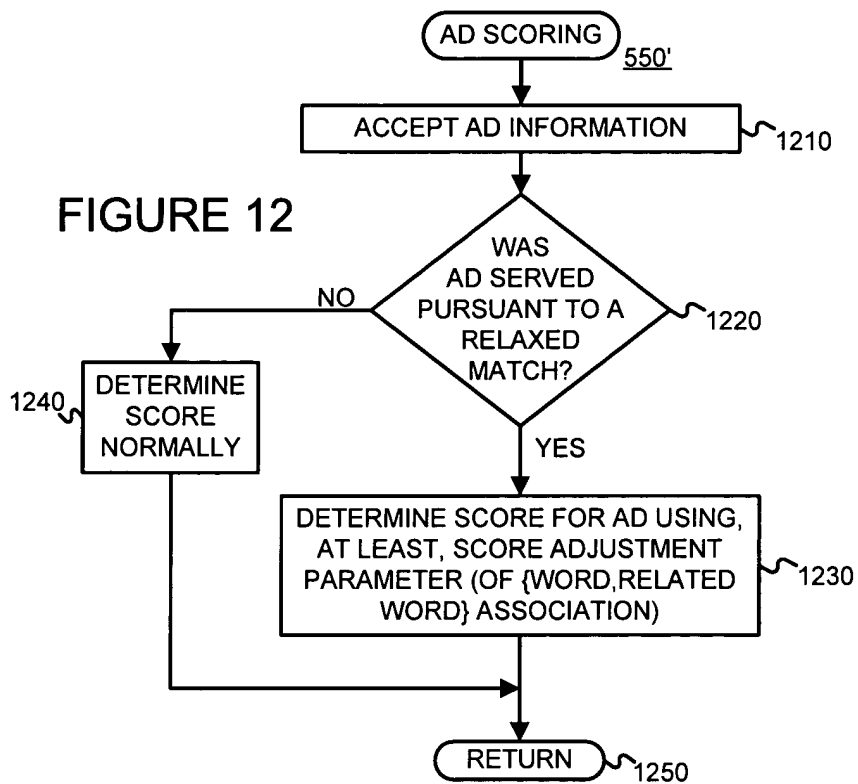 AD SCORING
550'
ACCEPT AD INFORMATION
1210
FIGURE 12
WAS
AD SERVED
PURSUANT TO A
RELAXED
MATCH?
1220
NO
YES
1240
DETERMINE
SCORE
NORMALLY
DETERMINE SCORE FOR AD USING,
AT LEAST, SCORE ADJUSTMENT
PARAMETER (OF {WORD,RELATED
WORD} ASSOCIATION)
1230
RETURN
1250